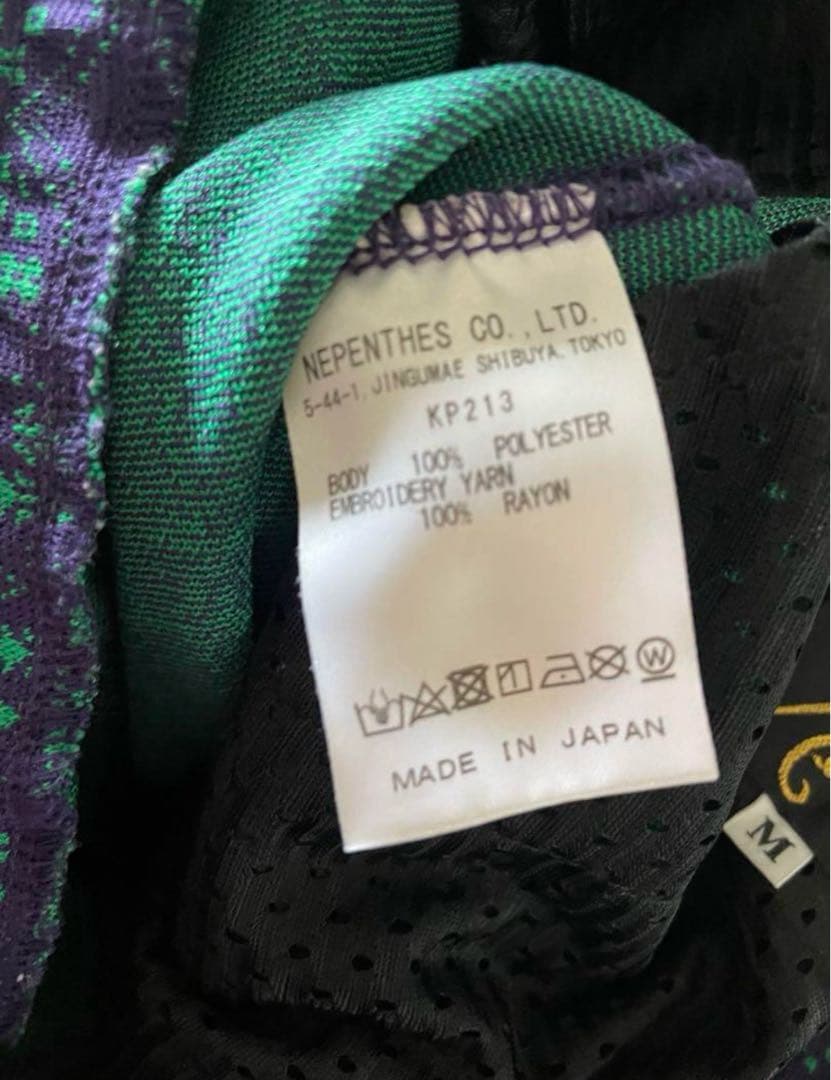 NEPENTHES CO.,LTD.
5-44-1, JINGUMAE SHIBUYA. TOKYO
KP213
BODY 100% POLYESTER
EMBROIDERY YARN
100% RAYON
W
MADE IN JAPAN
M